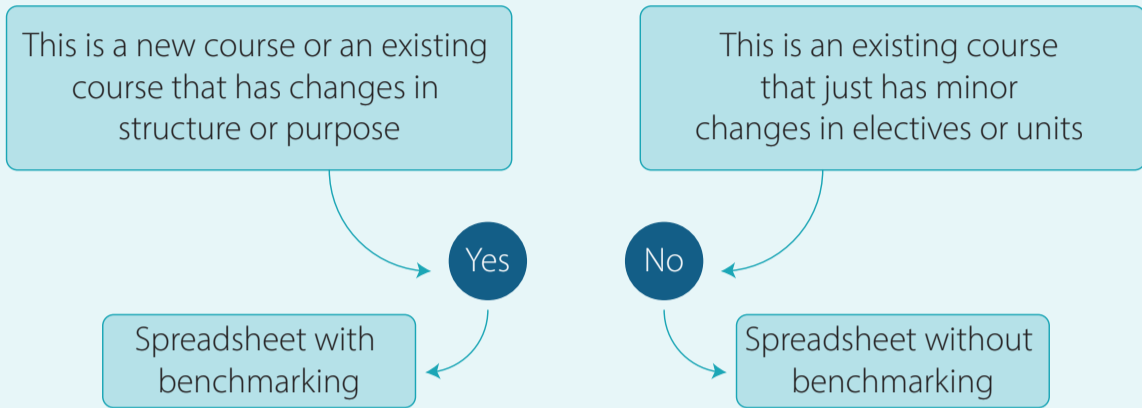 This is a new course or an existing
course that has changes in
structure or purpose
This is an existing course
that just has minor
changes in electives or units
Yes
No
Spreadsheet with
benchmarking
Spreadsheet without
benchmarking